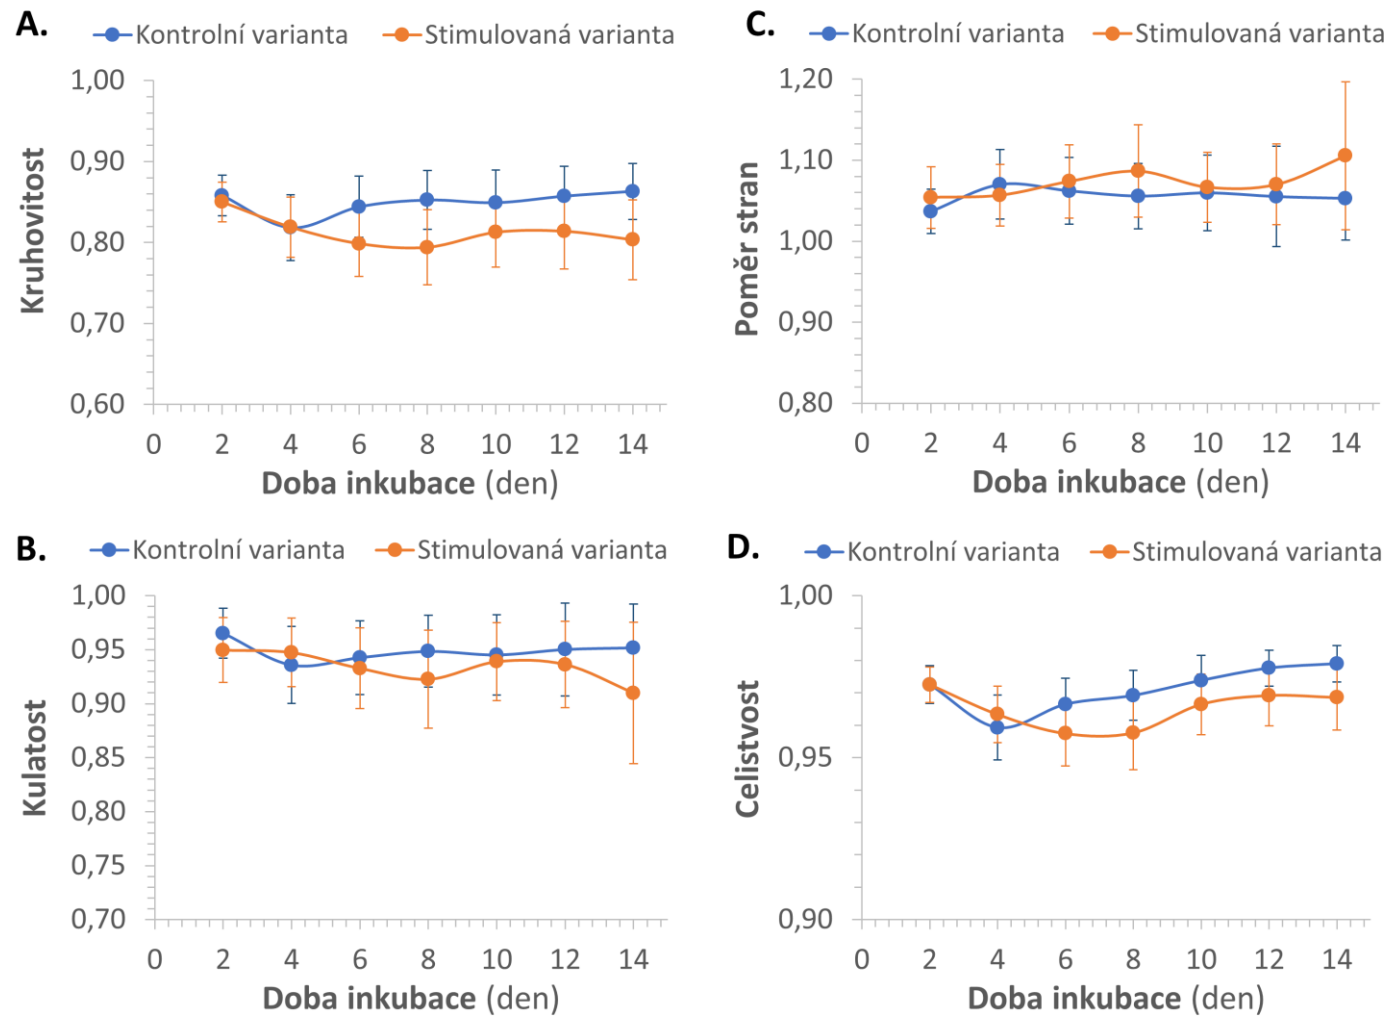 A.
Kontrolní varianta
Stimulovaná varianta
1,00
0,90
0,80
0,70
0,60
Kruhovitost
0 2 4 6 8 10 12 14
Doba inkubace (den)
C.
Kontrolní varianta
Stimulovaná varianta
1,20
1,10
1,00
0,90
0,80
Poměr stran
0 2 4 6 8 10 12 14
Doba inkubace (den)
B.
Kontrolní varianta
Stimulovaná varianta
1,00
0,95
0,90
0,85
0,80
0,75
0,70
Kulatost
0 2 4 6 8 10 12 14
Doba inkubace (den)
D.
Kontrolní varianta
Stimulovaná varianta
1,00
0,95
0,90
Celistvost
0 2 4 6 8 10 12 14
Doba inkubace (den)